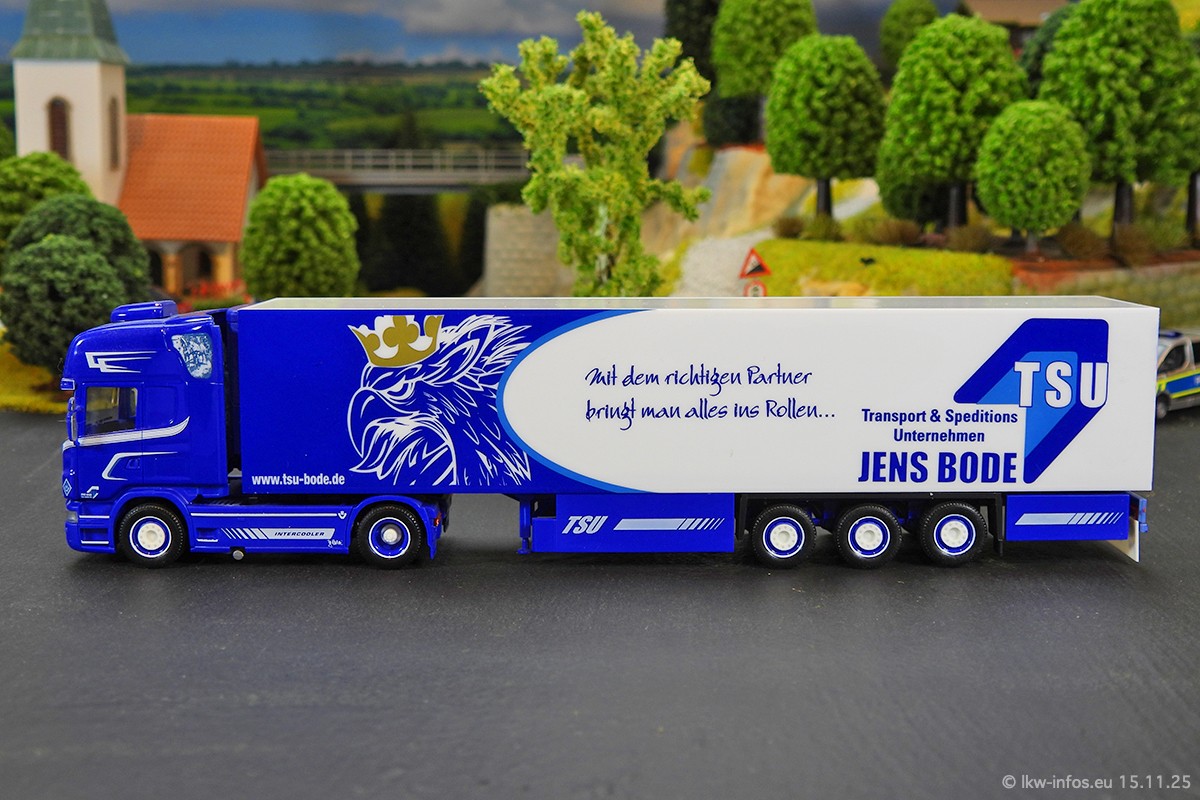 Mit dem richtigen Partner
bringt man alles ins Rollen...
TSU
Transport & Speditions
Unternehmen
JENS BODE
www.tsu-bode.de
TSU
INTERCOOLER
© lkw-infos.eu 15.11.25